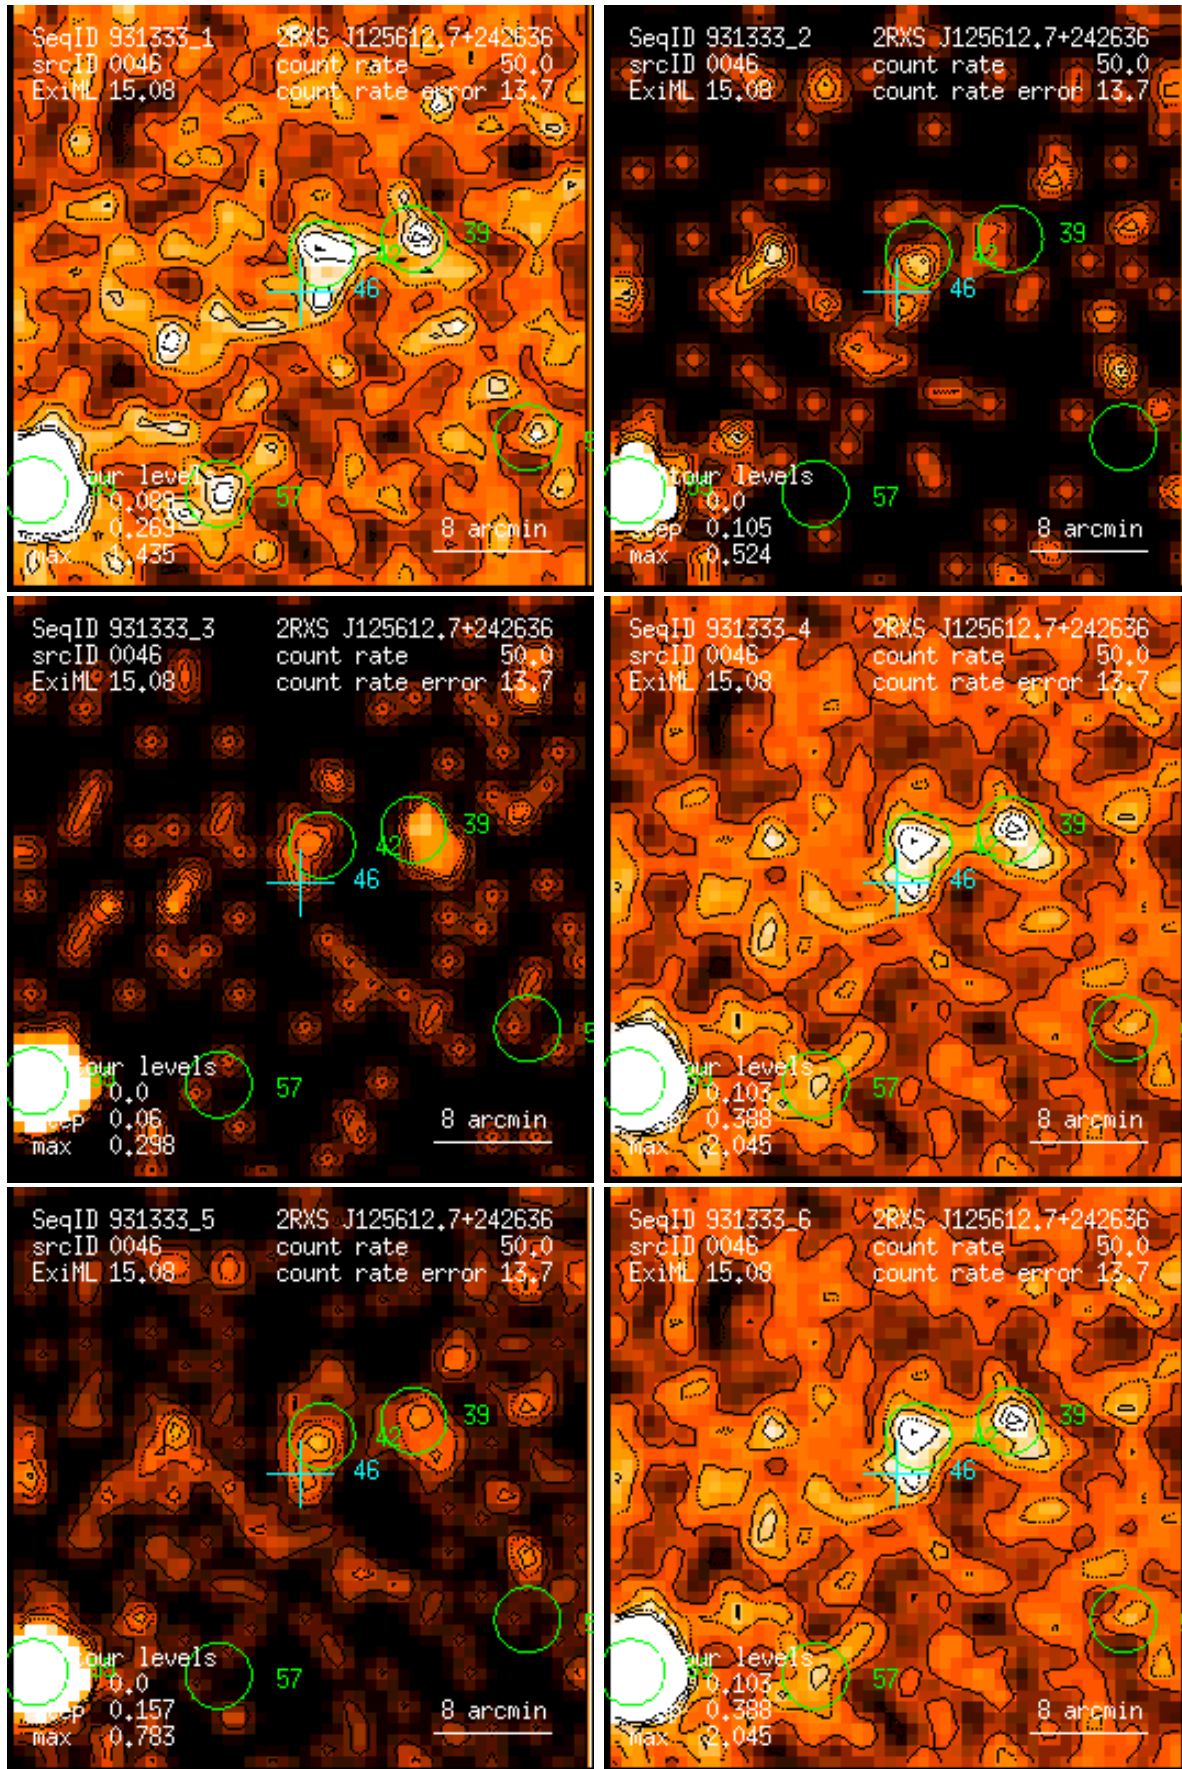 SeqID 931333_1 2RXS J125612.7+242636
srcID 0046 count rate 50.0
ExiML 15.08 count rate error 13.7
39
42
46
our levels
0.089
57
0.269
8 arcmin
max 1.435
SeqID 931333_2 2RXS J125612.7+242636
srcID 0046 count rate 50.0
ExiML 15.08 count rate error 13.7
39
42
46
tour levels
0.0
57
tep 0.105
8 arcmin
max 0.524
SeqID 931333_3 2RXS J125612.7+242636
srcID 0046 count rate 50.0
ExiML 15.08 count rate error 13.7
39
42
46
tour levels
0.0
57
0.06
8 arcmin
max 0.298
SeqID 931333_4 2RXS J125612.7+242636
srcID 0046 count rate 50.0
ExiML 15.08 count rate error 13.7
39
42
46
our levels
0.103
57
0.388
8 arcmin
max 2.045
SeqID 931333_5 2RXS J125612.7+242636
srcID 0046 count rate 50.0
ExiML 15.08 count rate error 13.7
39
42
46
tour levels
0.0
57
0.157
8 arcmin
max 0.783
SeqID 931333_6 2RXS J125612.7+242636
srcID 0046 count rate 50.0
ExiML 15.08 count rate error 13.7
39
42
46
our levels
0.103
57
0.388
8 arcmin
max 2.045